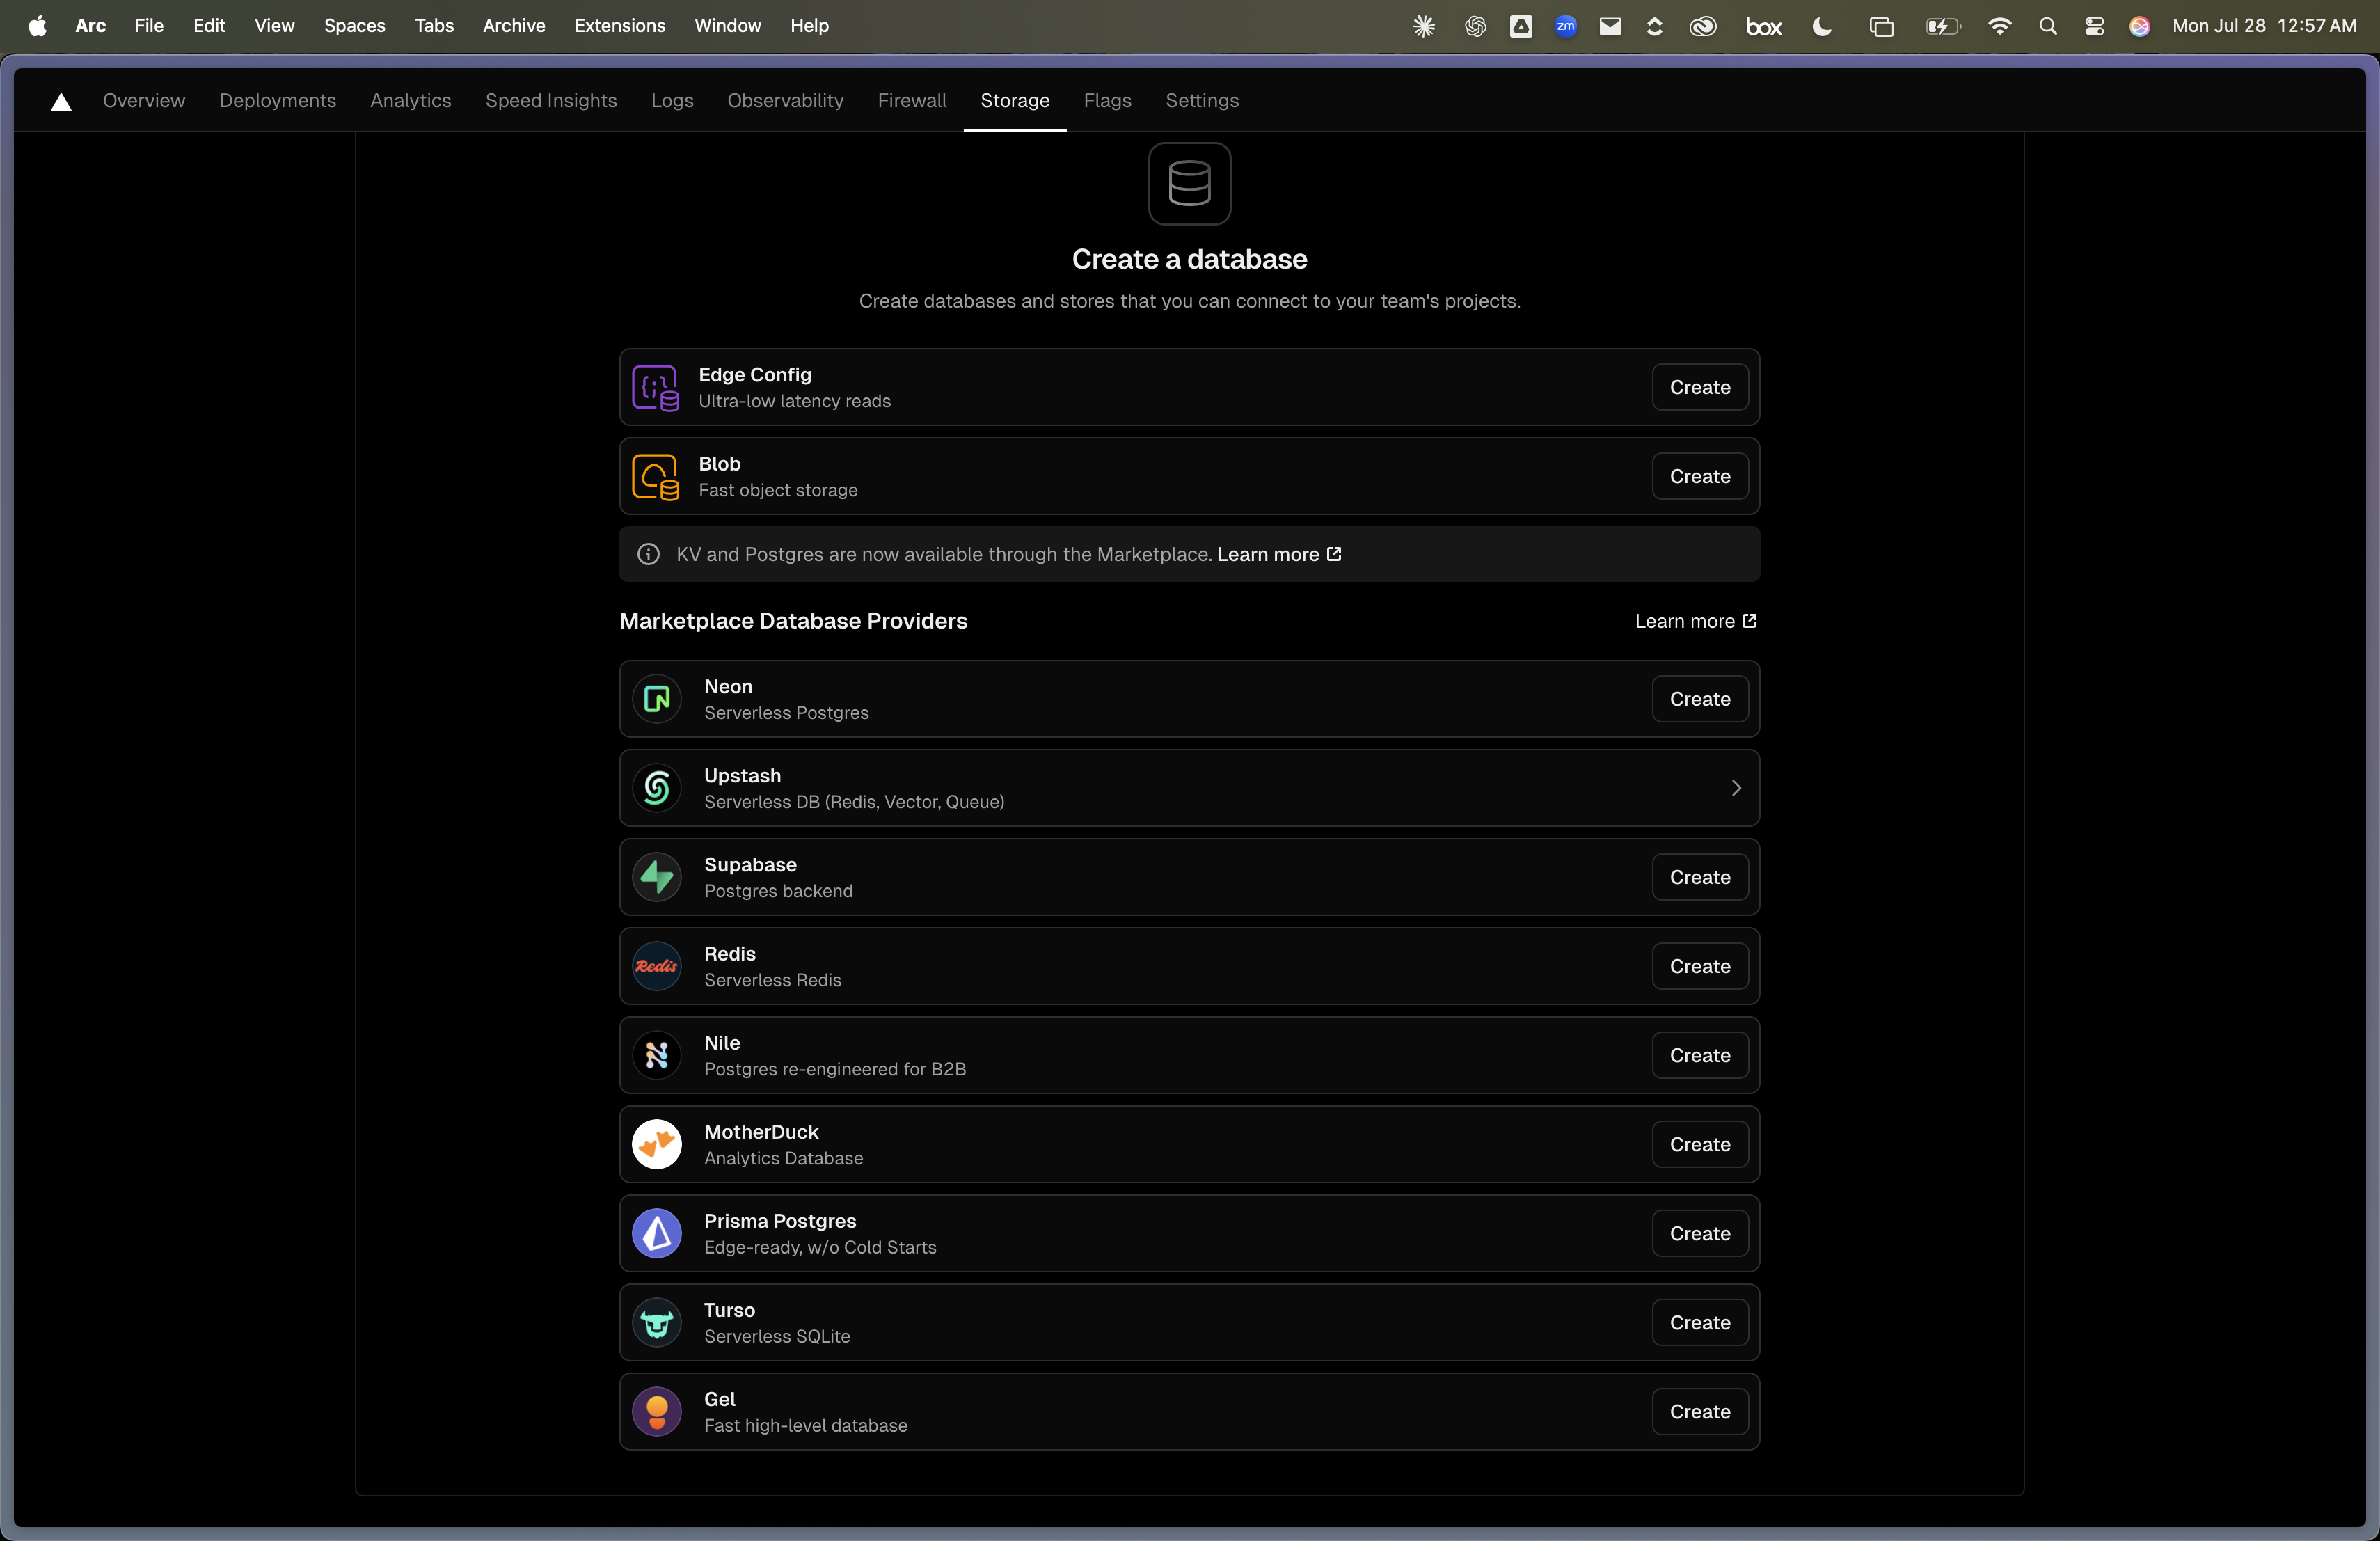 Arc File Edit View Spaces Tabs Archive Extensions Window Help zm box Mon Jul 28 12:57 AM
Overview Deployments Analytics Speed Insights Logs Observability Firewall Storage Flags Settings
Create a database
Create databases and stores that you can connect to your team's projects.
Edge Config
Ultra-low latency reads
Create
Blob
Fast object storage
Create
KV and Postgres are now available through the Marketplace. Learn more
Marketplace Database Providers
Learn more
Neon
Serverless Postgres
Create
Upstash
Serverless DB (Redis, Vector, Queue)
Supabase
Postgres backend
Create
Redis
Redis
Serverless Redis
Create
Nile
Postgres re-engineered for B2B
Create
MotherDuck
Analytics Database
Create
Prisma Postgres
Edge-ready, w/o Cold Starts
Create
Turso
Serverless SQLite
Create
Gel
Fast high-level database
Create